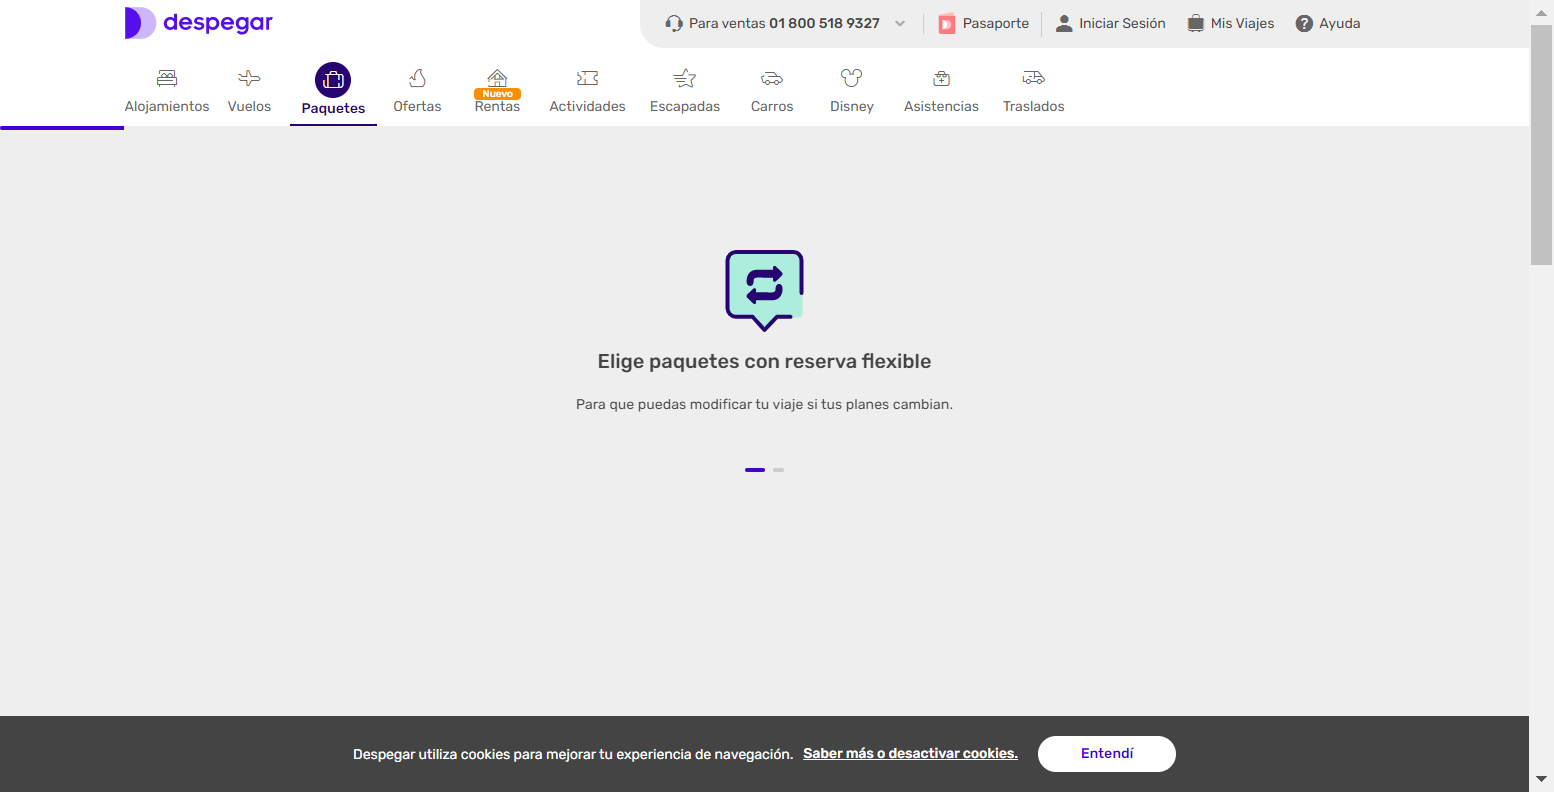 despegar
Para ventas 01 800 518 9327
Pasaporte
Iniciar Sesión
Mis Viajes
? Ayuda
Alojamientos
Vuelos
Paquetes
Ofertas
Nuevo
Rentas
Actividades
Escapadas
Carros
Disney
Asistencias
Traslados
Elige paquetes con reserva flexible
Para que puedas modificar tu viaje si tus planes cambian.
Despegar utiliza cookies para mejorar tu experiencia de navegación. Saber más o desactivar cookies. Entendí